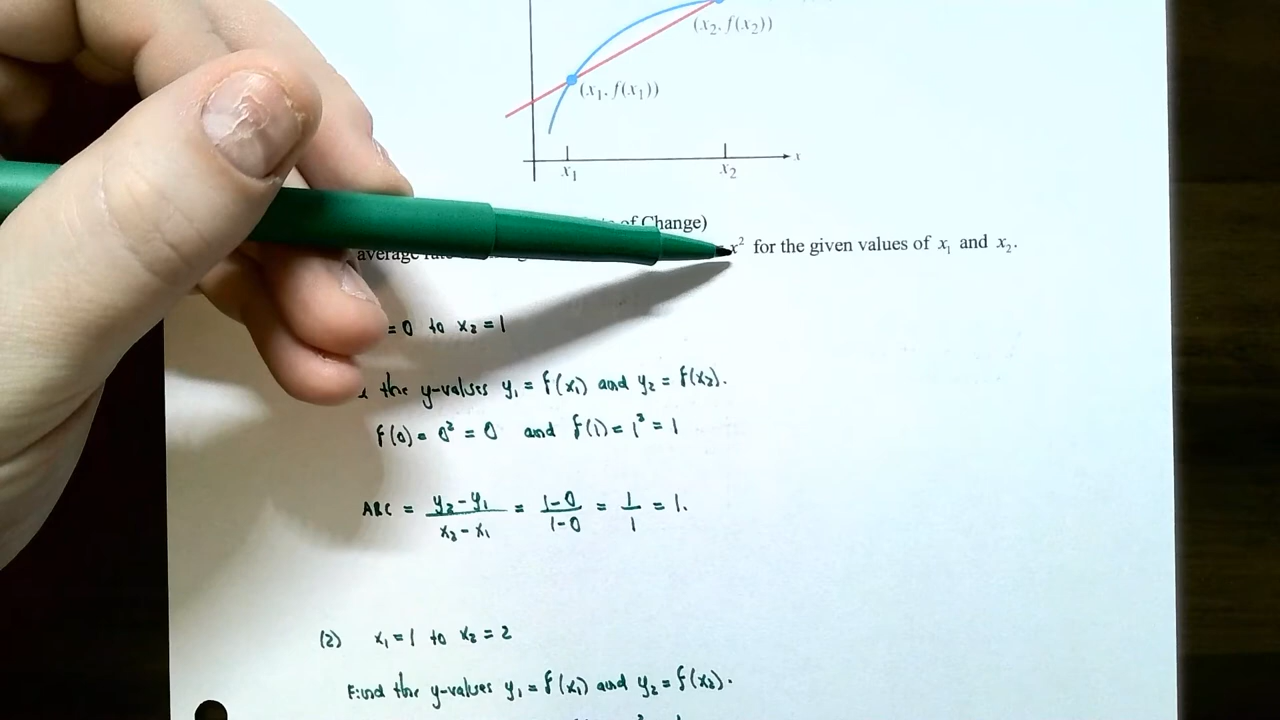 (x₂, f(x₂))
(x₁, f(x₁))
x
x₁ x₂
of Change)
average x² for the given values of x₁ and x₂.
= 0 to x₂ = 1
the y-values y₁ = f(x₁) and y₂ = f(x₂).
f(0) = 0² = 0 and f(1) = 1² = 1
ARC = y₂ - y₁ / x₂ - x₁ = 1-0 / 1-0 = 1 / 1 = 1.
(2) x₁ = 1 to x₂ = 2
Find the y-values y₁ = f(x₁) and y₂ = f(x₂).